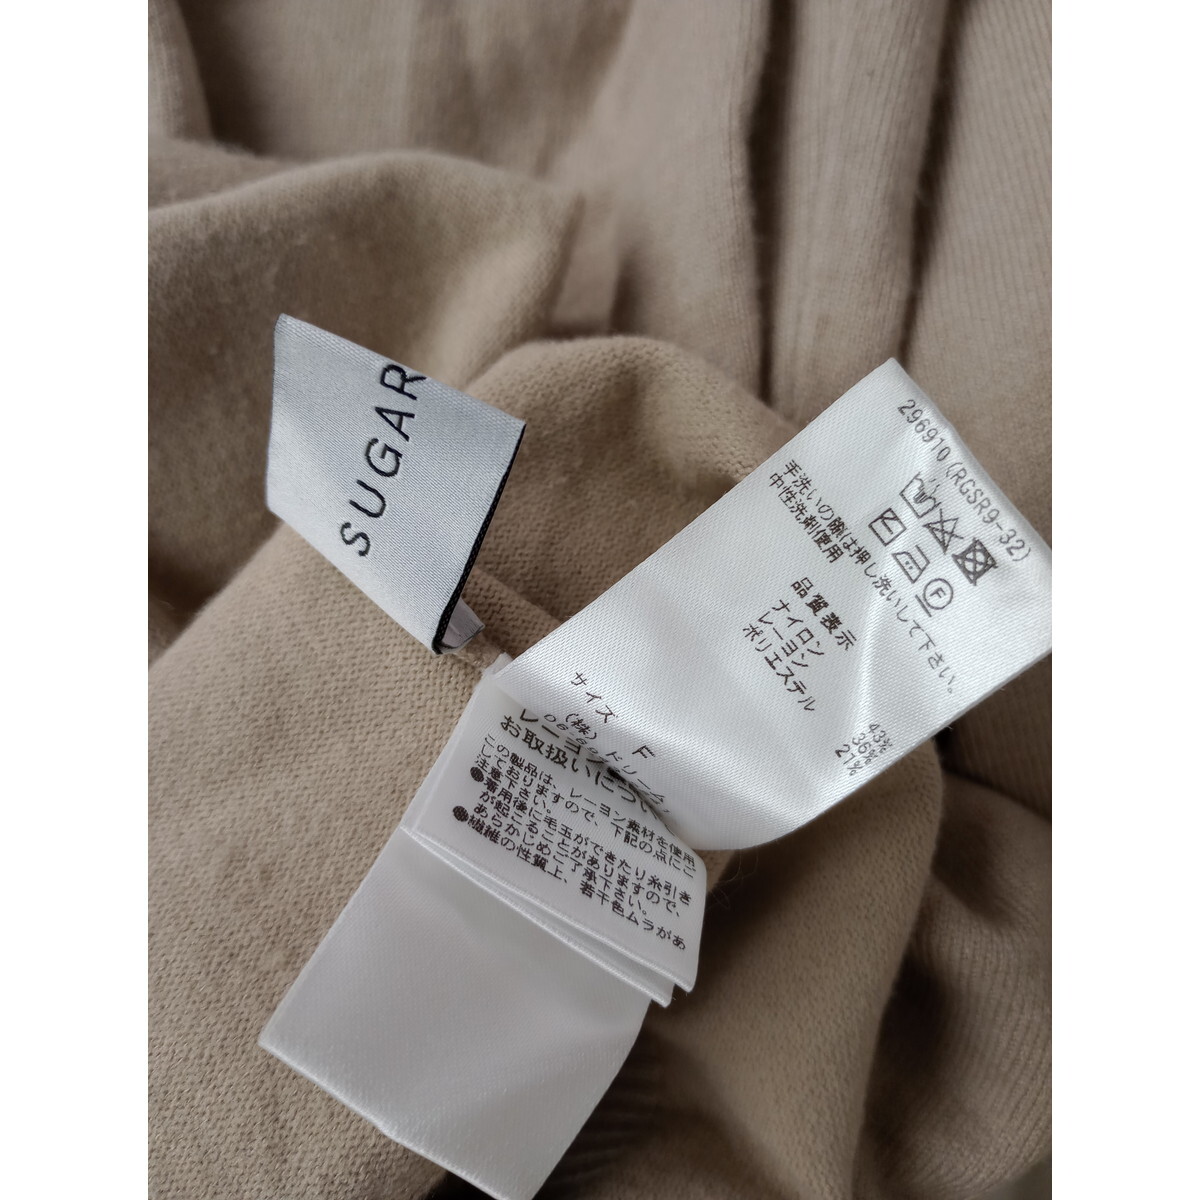 SUGAR
296910(RGSR9-32)
F
手洗いの際は押し洗いして下さい。
中性洗剤使用
品質表示
ナイロン 43%
レーヨン 36%
ポリエステル 21%
サイズ F
(株)
レーヨン
お取扱いについ
この製品は、レーヨン素材を使用
しておりますので、下記の点にご
注意下さい。
●着用後に毛玉ができたり糸引き
が起こることがありますので、
あらかじめご了承下さい。
●繊維の性質上、若干色ムラがあ